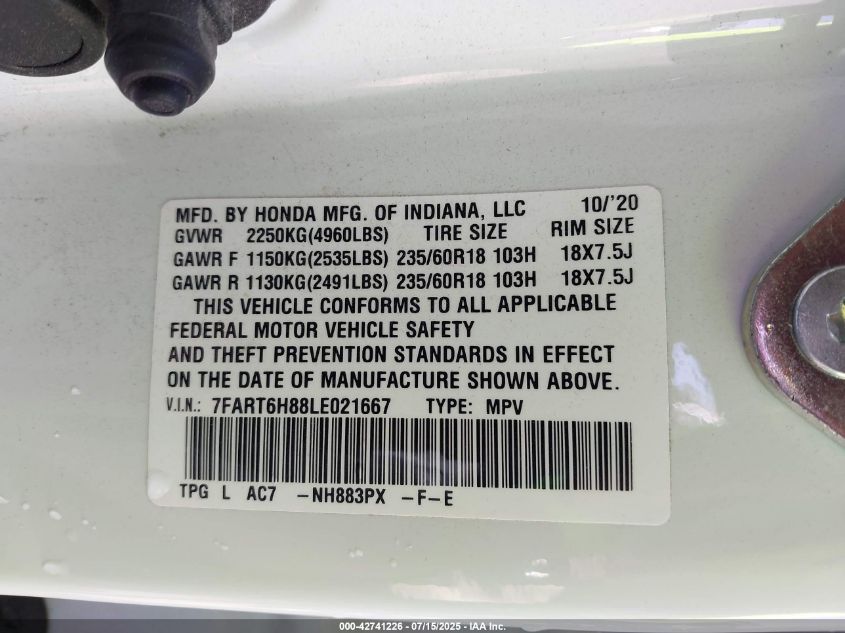 MFD. BY HONDA MFG. OF INDIANA, LLC 10/'20
GVWR 2250KG(4960LBS) TIRE SIZE RIM SIZE
GAWR F 1150KG(2535LBS) 235/60R18 103H 18X7.5J
GAWR R 1130KG(2491LBS) 235/60R18 103H 18X7.5J
THIS VEHICLE CONFORMS TO ALL APPLICABLE
FEDERAL MOTOR VEHICLE SAFETY
AND THEFT PREVENTION STANDARDS IN EFFECT
ON THE DATE OF MANUFACTURE SHOWN ABOVE.
V.I.N.: 7FART6H88LE021667 TYPE: MPV
TPG L AC7 -NH883PX -F-E
000-42741226 - 07/15/2025 - IAA Inc.